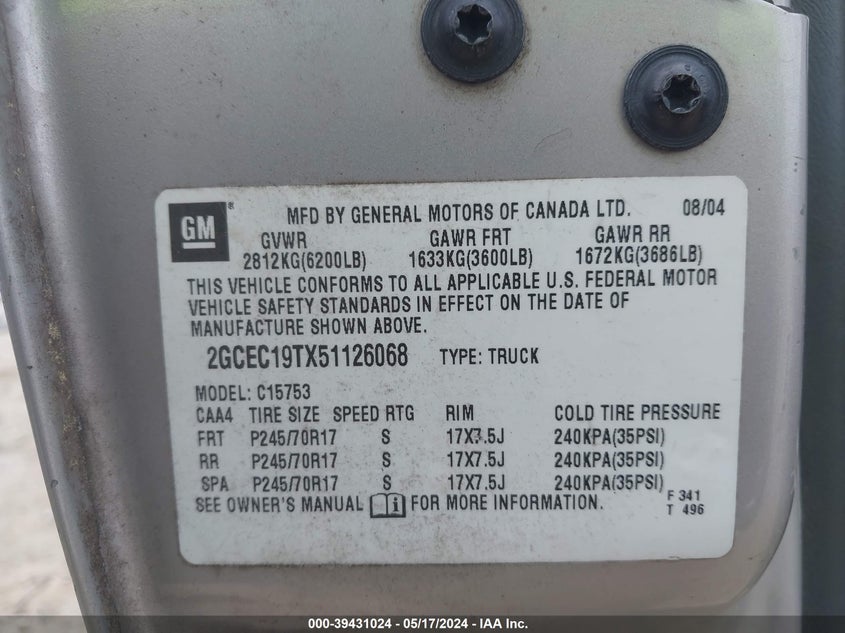 GM ® MFD BY GENERAL MOTORS OF CANADA LTD. 08/04
GVWR GAWR FRT GAWR RR
2812KG(6200LB) 1633KG(3600LB) 1672KG(3686LB)
THIS VEHICLE CONFORMS TO ALL APPLICABLE U.S. FEDERAL MOTOR
VEHICLE SAFETY STANDARDS IN EFFECT ON THE DATE OF
MANUFACTURE SHOWN ABOVE.
2GCEC19TX51126068 TYPE: TRUCK
MODEL: C15753
CAA4 TIRE SIZE SPEED RTG RIM COLD TIRE PRESSURE
FRT P245/70R17 S 17X7.5J 240KPA(35PSI)
RR P245/70R17 S 17X7.5J 240KPA(35PSI)
SPA P245/70R17 S 17X7.5J 240KPA(35PSI)
SEE OWNER'S MANUAL i FOR MORE INFORMATION.
F 341
T 496
000-39431024 - 05/17/2024 - IAA Inc.